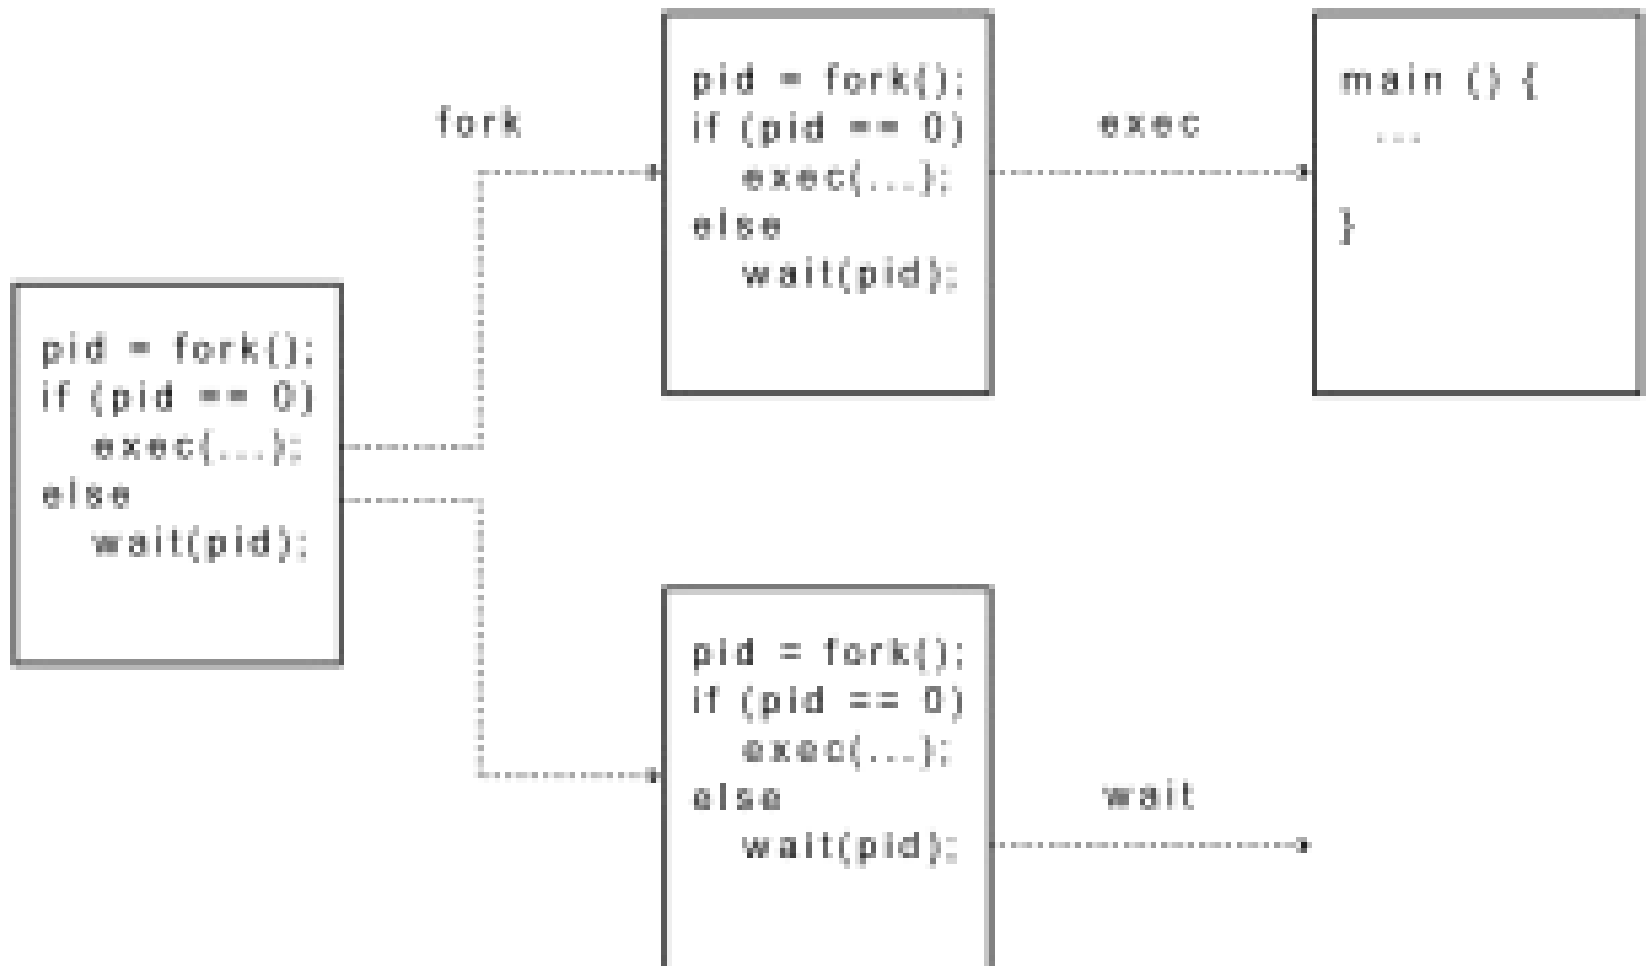 pid = fork();
if (pid == 0)
exec(...);
else
wait(pid);
fork
pid = fork();
if (pid == 0)
exec(...);
else
wait(pid);
exec
main () {
...
}
pid = fork();
if (pid == 0)
exec(...);
else
wait(pid);
wait